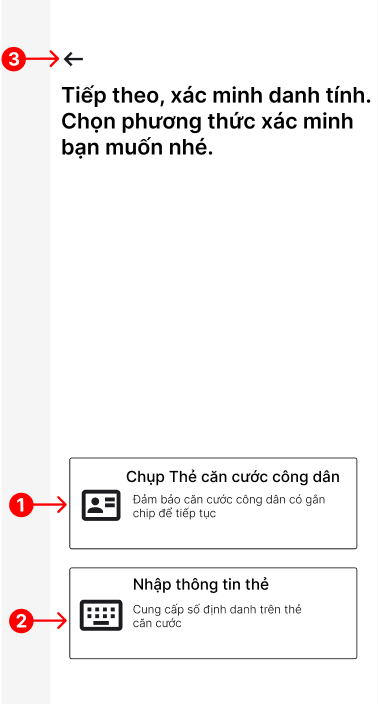 3
Tiếp theo, xác minh danh tính.
Chọn phương thức xác minh
bạn muốn nhé.
Chụp Thẻ căn cước công dân
1
Đảm bảo căn cước công dân có gắn
chip để tiếp tục
Nhập thông tin thẻ
2
Cung cấp số định danh trên thẻ
căn cước